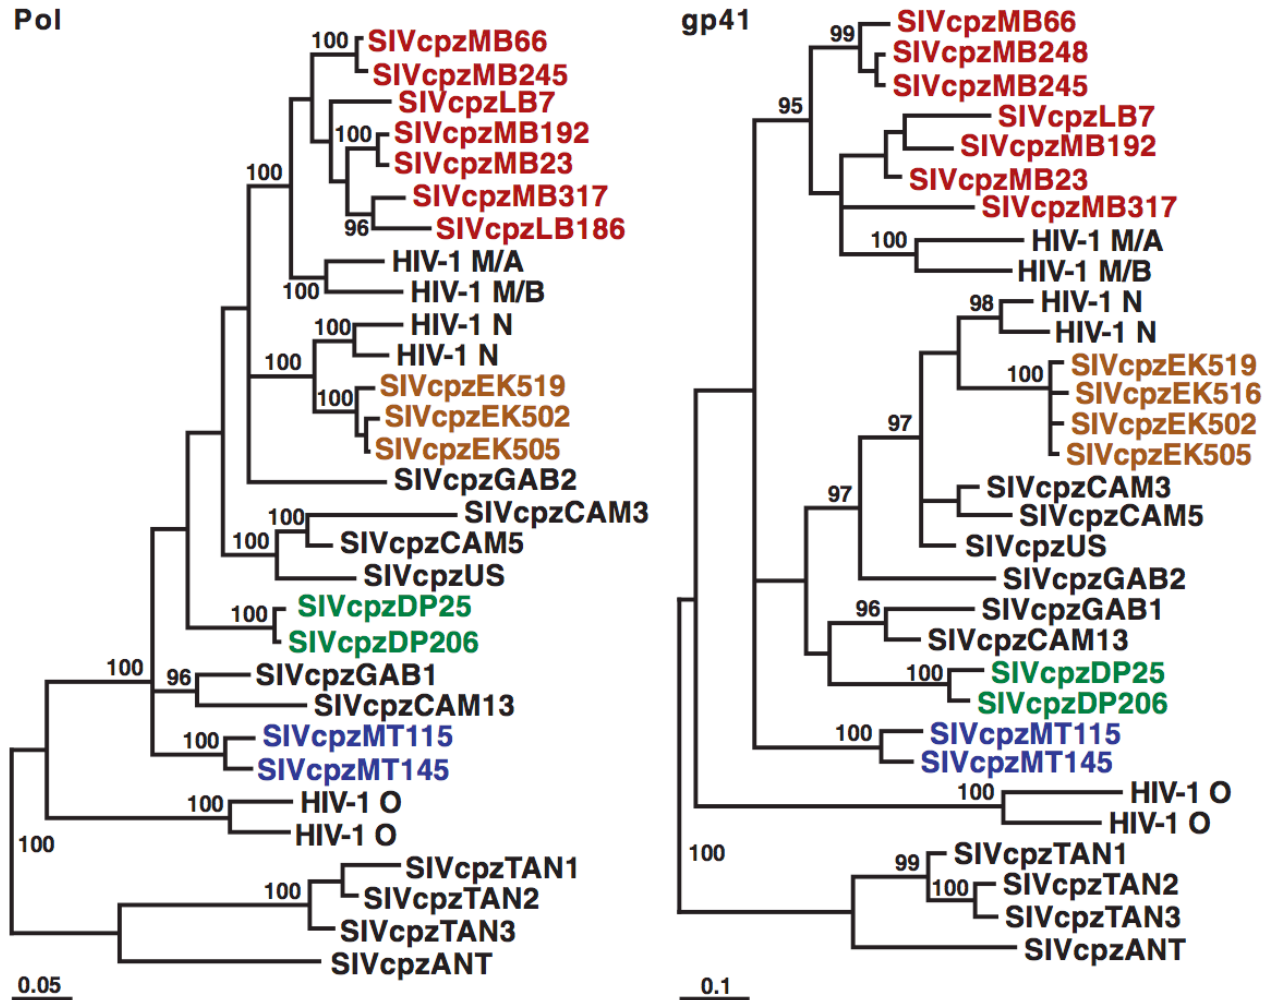 Pol
100
SIVcpzMB66
SIVcpzMB245
SIVcpzLB7
100
SIVcpzMB192
SIVcpzMB23
100
SIVcpzMB317
96
SIVcpzLB186
HIV-1 M/A
100
HIV-1 M/B
100
HIV-1 N
HIV-1 N
100
SIVcpzEK519
100
SIVcpzEK502
SIVcpzEK505
SIVcpzGAB2
100
SIVcpzCAM3
100
SIVcpzCAM5
SIVcpzUS
100
SIVcpzDP25
SIVcpzDP206
100
96
SIVcpzGAB1
SIVcpzCAM13
100
SIVcpzMT115
SIVcpzMT145
100
HIV-1 O
HIV-1 O
100
SIVcpzTAN1
100
SIVcpzTAN2
SIVcpzTAN3
SIVcpzANT
0.05
gp41
99
SIVcpzMB66
SIVcpzMB248
SIVcpzMB245
95
SIVcpzLB7
SIVcpzMB192
SIVcpzMB23
SIVcpzMB317
100
HIV-1 M/A
HIV-1 M/B
98
HIV-1 N
HIV-1 N
100
SIVcpzEK519
SIVcpzEK516
SIVcpzEK502
SIVcpzEK505
97
SIVcpzCAM3
97
SIVcpzCAM5
SIVcpzUS
SIVcpzGAB2
96
SIVcpzGAB1
SIVcpzCAM13
100
SIVcpzDP25
SIVcpzDP206
100
SIVcpzMT115
SIVcpzMT145
100
HIV-1 O
HIV-1 O
100
99
SIVcpzTAN1
100
SIVcpzTAN2
SIVcpzTAN3
SIVcpzANT
0.1